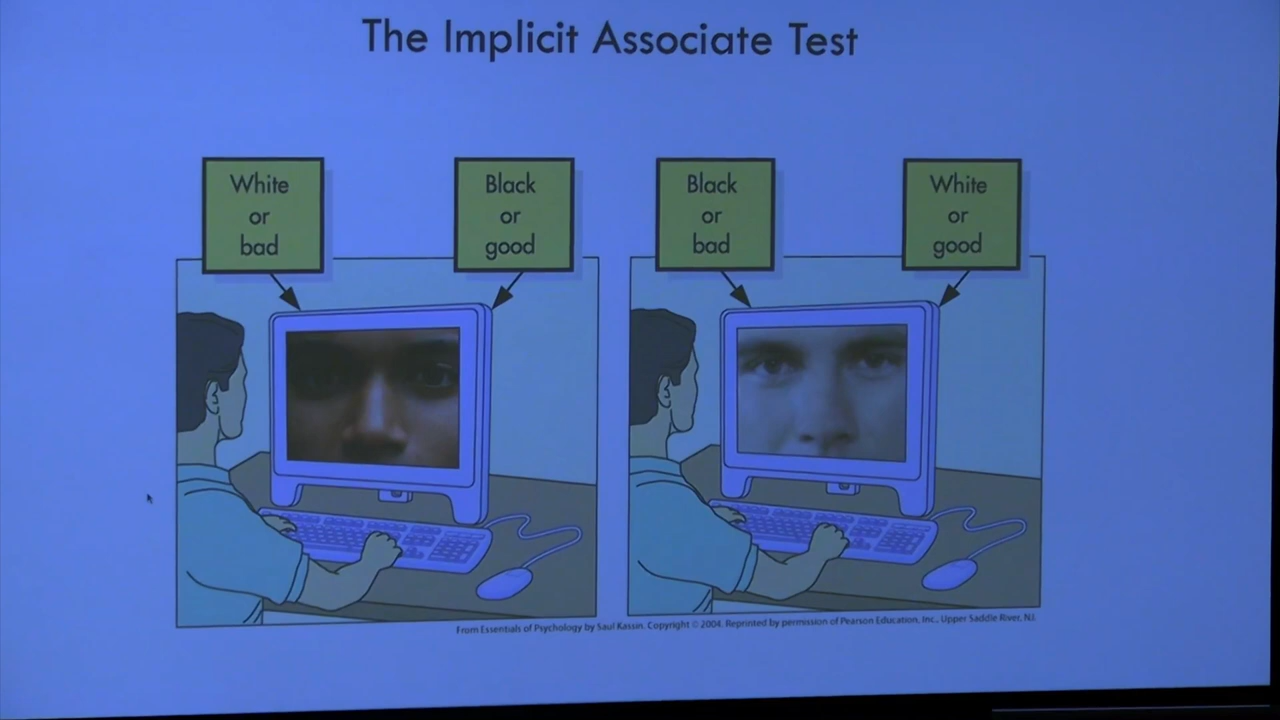 The Implicit Associate Test
White
or
bad
Black
or
good
Black
or
bad
White
or
good
From Essentials of Psychology by Saul Kassin. Copyright © 2004. Reprinted by permission of Pearson Education, Inc., Upper Saddle River, NJ.